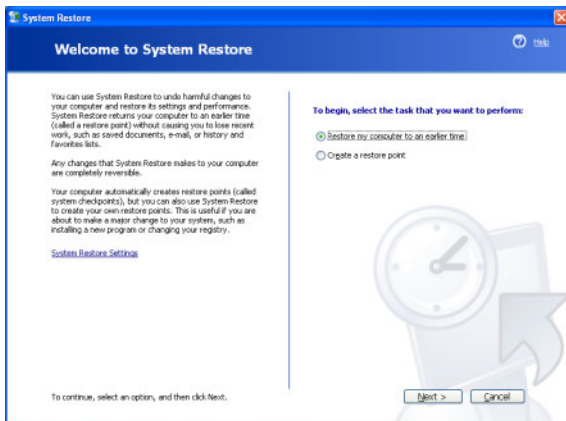 System Restore
Welcome to System Restore
Help
You can use System Restore to undo harmful changes to
your computer and restore its settings and performance.
System Restore returns your computer to an earlier time
(called a restore point) without causing you to lose recent
work, such as saved documents, e-mail, or history and
favorites lists.
Any changes that System Restore makes to your computer
are completely reversible.
Your computer automatically creates restore points (called
system checkpoints), but you can also use System Restore
to create your own restore points. This is useful if you are
about to make a major change to your system, such as
installing a new program or changing your registry.
System Restore Settings
To begin, select the task that you want to perform:
Restore my computer to an earlier time
Create a restore point
To continue, select an option, and then click Next.
Next >
Cancel